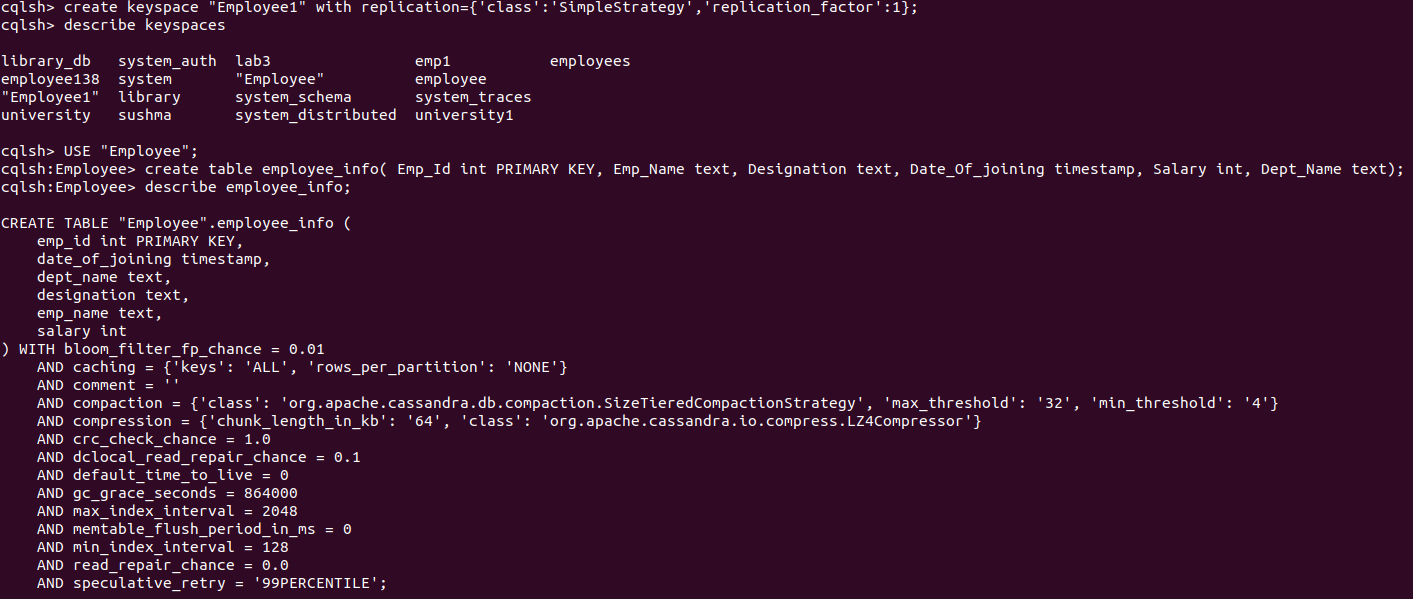 cqlsh> create keyspace "Employee1" with replication={'class':'SimpleStrategy','replication_factor':1};
cqlsh> describe keyspaces
library_db   system_auth  lab3                emp1           employees
employee138  system       "Employee"          employee
"Employee1"  library      system_schema       system_traces
university   sushma       system_distributed  university1
cqlsh> USE "Employee";
cqlsh:Employee> create table employee_info( Emp_Id int PRIMARY KEY, Emp_Name text, Designation text, Date_Of_joining timestamp, Salary int, Dept_Name text);
cqlsh:Employee> describe employee_info;
CREATE TABLE "Employee".employee_info (
    emp_id int PRIMARY KEY,
    date_of_joining timestamp,
    dept_name text,
    designation text,
    emp_name text,
    salary int
) WITH bloom_filter_fp_chance = 0.01
    AND caching = {'keys': 'ALL', 'rows_per_partition': 'NONE'}
    AND comment = ''
    AND compaction = {'class': 'org.apache.cassandra.db.compaction.SizeTieredCompactionStrategy', 'max_threshold': '32', 'min_threshold': '4'}
    AND compression = {'chunk_length_in_kb': '64', 'class': 'org.apache.cassandra.io.compress.LZ4Compressor'}
    AND crc_check_chance = 1.0
    AND dclocal_read_repair_chance = 0.1
    AND default_time_to_live = 0
    AND gc_grace_seconds = 864000
    AND max_index_interval = 2048
    AND memtable_flush_period_in_ms = 0
    AND min_index_interval = 128
    AND read_repair_chance = 0.0
    AND speculative_retry = '99PERCENTILE';